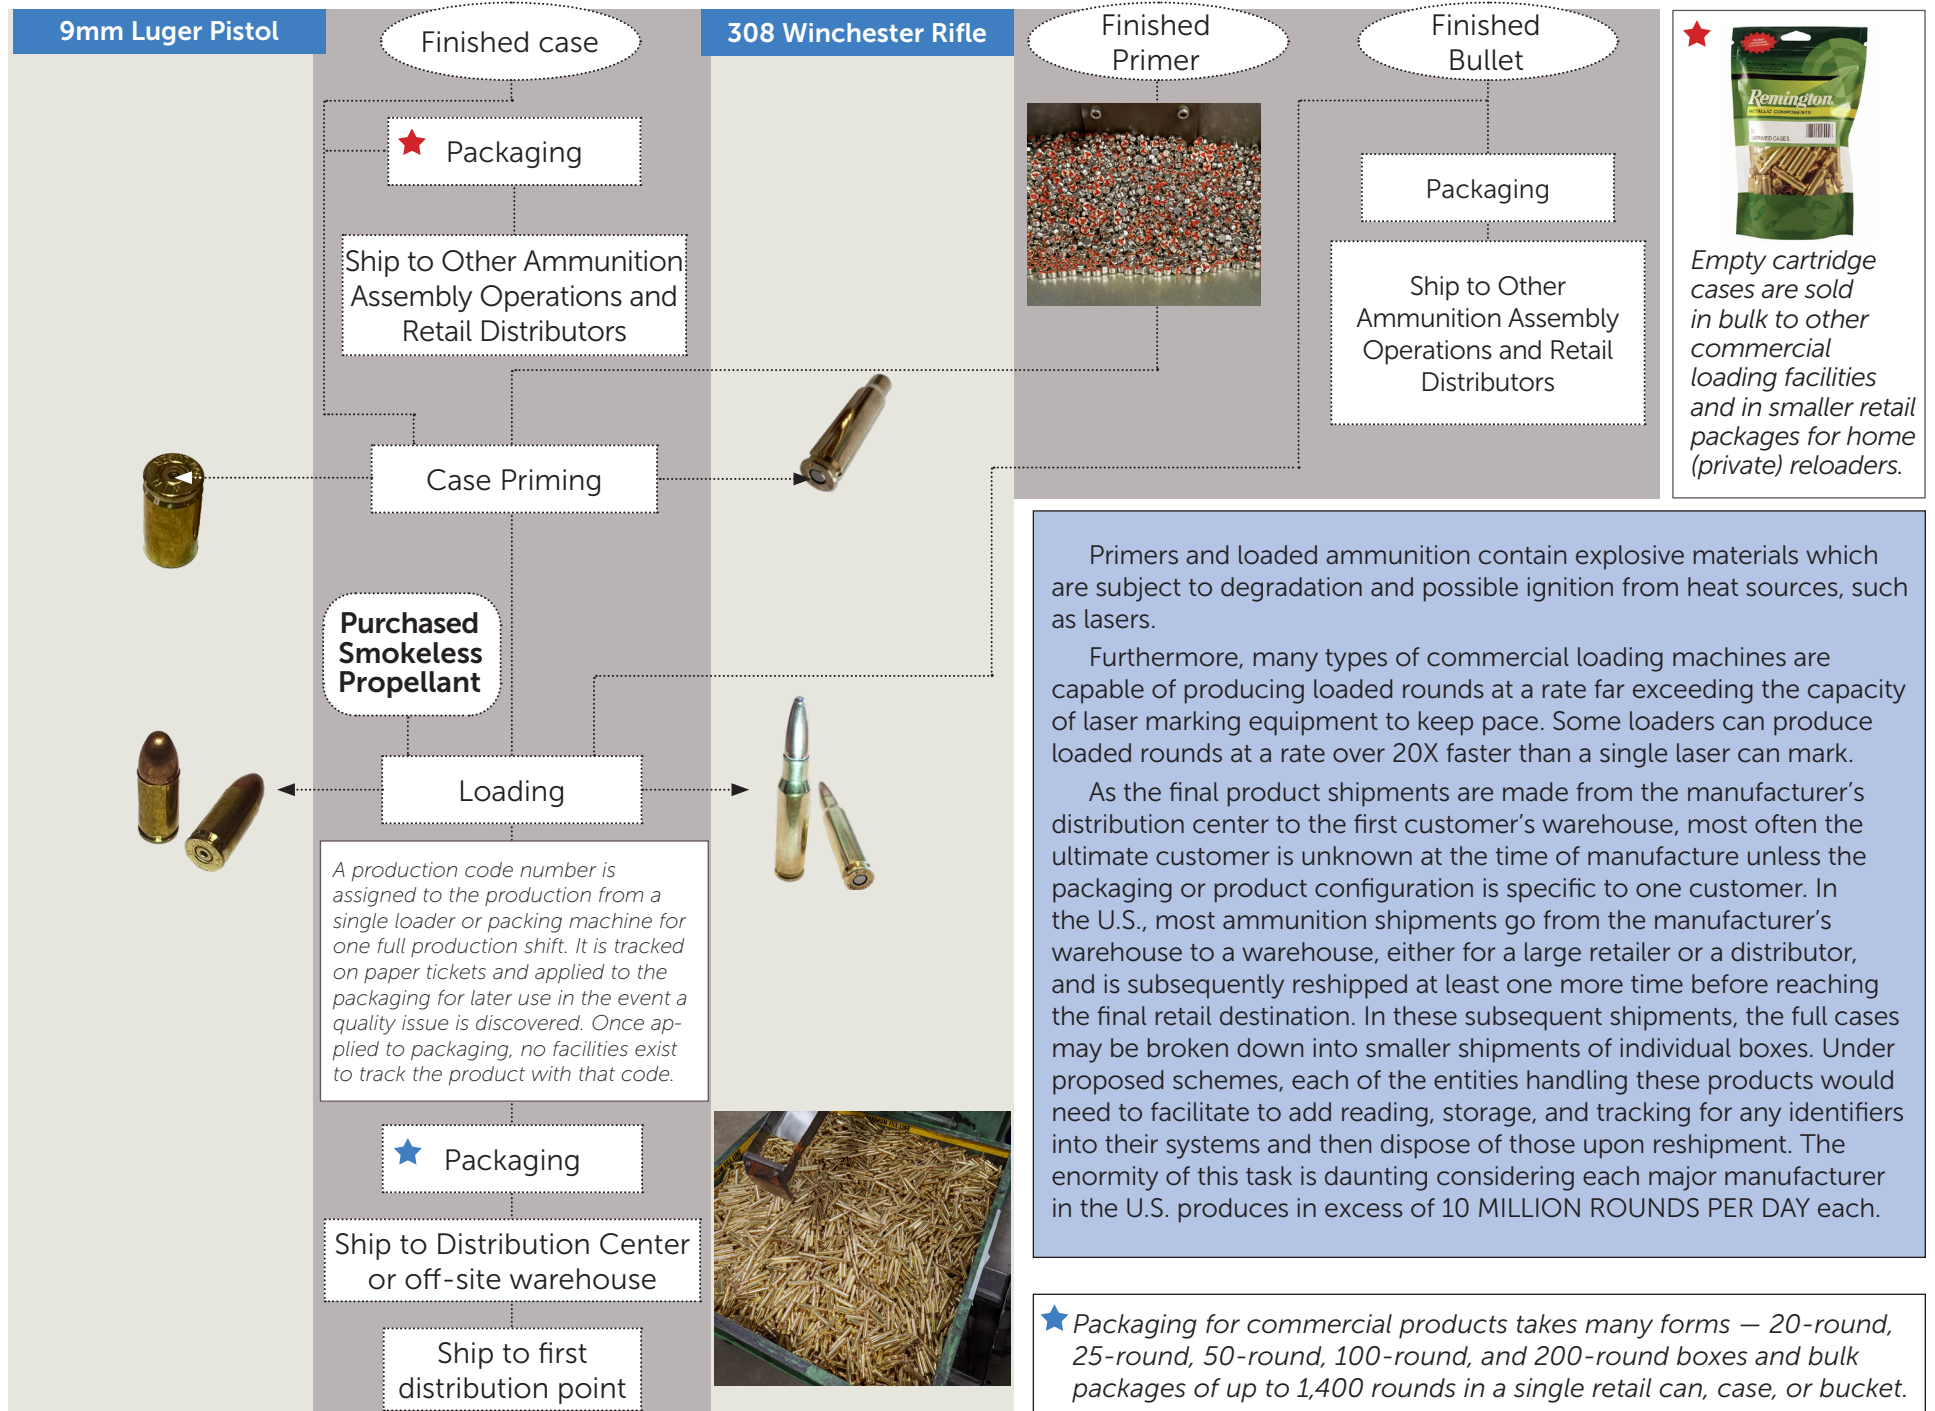 9mm Luger Pistol
Finished case
308 Winchester Rifle
Finished
Primer
Finished
Bullet
Packaging
Ship to Other Ammunition
Assembly Operations and
Retail Distributors
Packaging
Ship to Other
Ammunition Assembly
Operations and Retail
Distributors
Remington
METALLIC COMPONENTS
UNPRIMED CASES
Empty cartridge
cases are sold
in bulk to other
commercial
loading facilities
and in smaller retail
packages for home
(private) reloaders.
Case Priming
Purchased
Smokeless
Propellant
Loading
A production code number is
assigned to the production from a
single loader or packing machine for
one full production shift. It is tracked
on paper tickets and applied to the
packaging for later use in the event a
quality issue is discovered. Once ap-
plied to packaging, no facilities exist
to track the product with that code.
Packaging
Ship to Distribution Center
or off-site warehouse
Ship to first
distribution point
Primers and loaded ammunition contain explosive materials which
are subject to degradation and possible ignition from heat sources, such
as lasers.
Furthermore, many types of commercial loading machines are
capable of producing loaded rounds at a rate far exceeding the capacity
of laser marking equipment to keep pace. Some loaders can produce
loaded rounds at a rate over 20X faster than a single laser can mark.
As the final product shipments are made from the manufacturer's
distribution center to the first customer's warehouse, most often the
ultimate customer is unknown at the time of manufacture unless the
packaging or product configuration is specific to one customer. In
the U.S., most ammunition shipments go from the manufacturer's
warehouse to a warehouse, either for a large retailer or a distributor,
and is subsequently reshipped at least one more time before reaching
the final retail destination. In these subsequent shipments, the full cases
may be broken down into smaller shipments of individual boxes. Under
proposed schemes, each of the entities handling these products would
need to facilitate to add reading, storage, and tracking for any identifiers
into their systems and then dispose of those upon reshipment. The
enormity of this task is daunting considering each major manufacturer
in the U.S. produces in excess of 10 MILLION ROUNDS PER DAY each.
Packaging for commercial products takes many forms — 20-round,
25-round, 50-round, 100-round, and 200-round boxes and bulk
packages of up to 1,400 rounds in a single retail can, case, or bucket.